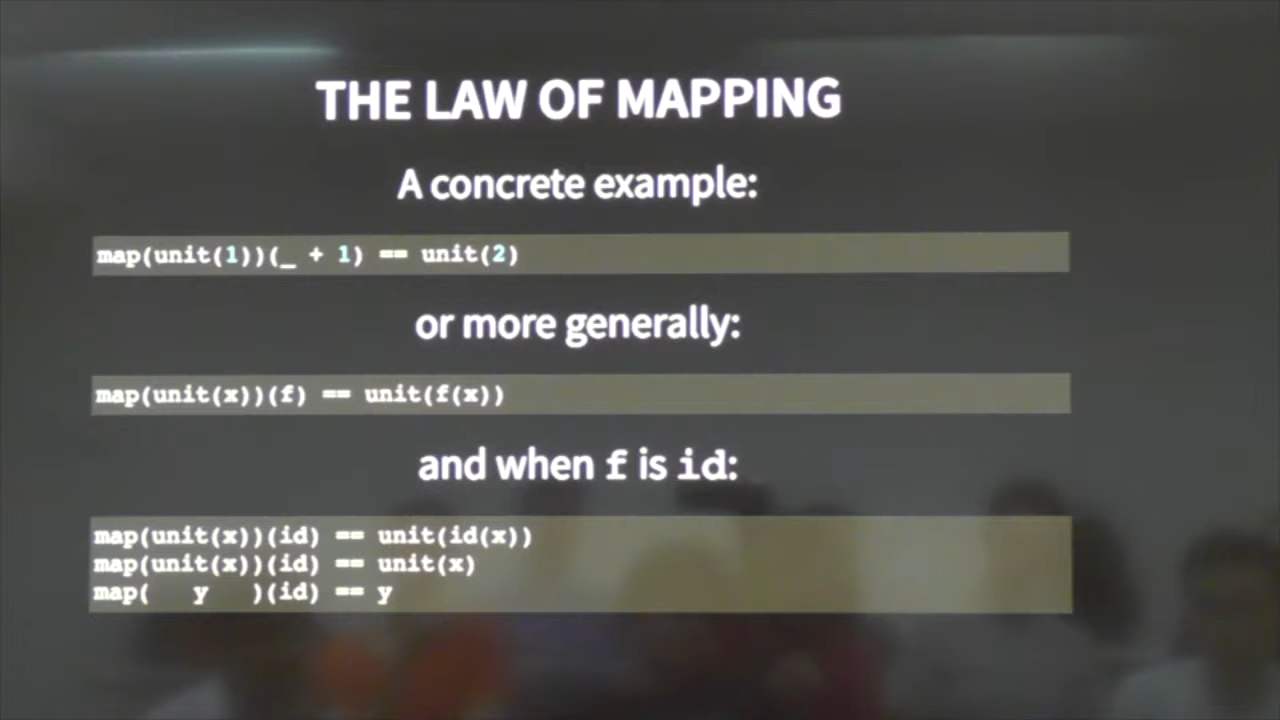 THE LAW OF MAPPING
A concrete example:
map(unit(1))(_ + 1) == unit(2)
or more generally:
map(unit(x))(f) == unit(f(x))
and when f is id:
map(unit(x))(id) == unit(id(x))
map(unit(x))(id) == unit(x)
map(   y   )(id) == y